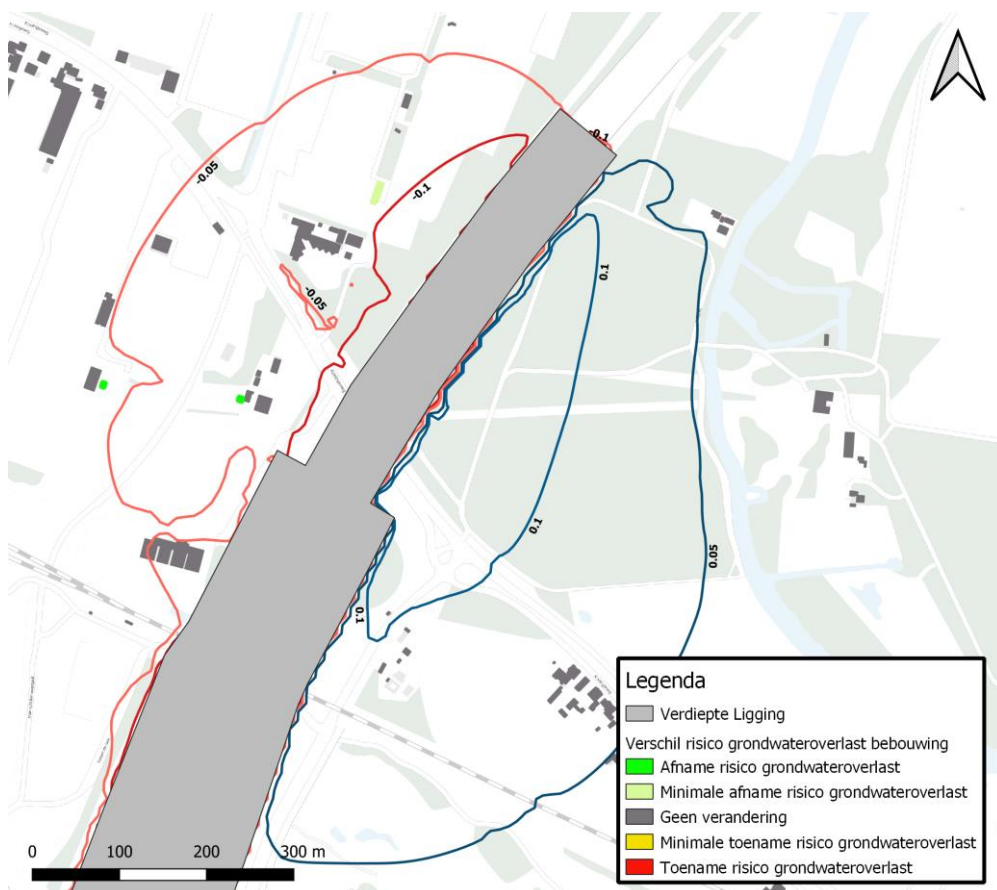 -0.1
-0.05
-0.1
0.1
-0.05
0.05
0.1
0.1
Legenda
Verdiepte Ligging
Verschil risico grondwateroverlast bebouwing
Afname risico grondwateroverlast
Minimale afname risico grondwateroverlast
Geen verandering
Minimale toename risico grondwateroverlast
Toename risico grondwateroverlast
0 100 200 300 m